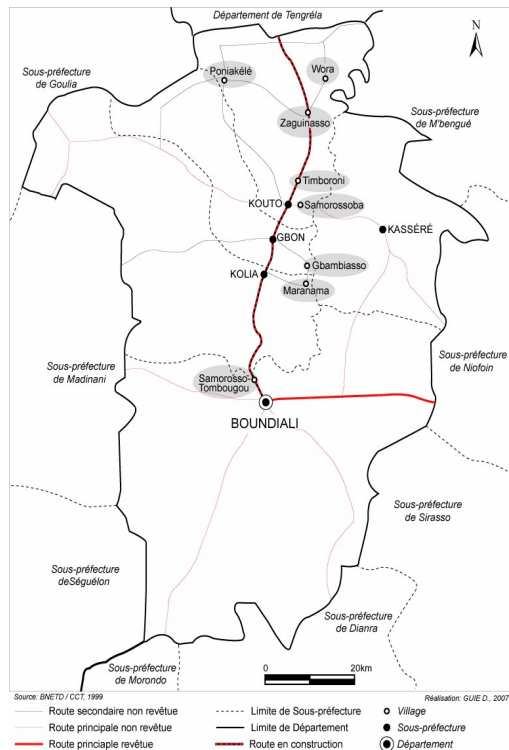 Département de Tengréla
N
Sous-préfecture
de Goulia
Poniakélé
Wora
Zaguinasso
Sous-préfecture
de M'bengué
Timboroni
KOUTO
Samorossoba
KASSÉRÉ
GBON
Gbambiasso
KOLIA
Maranama
Sous-préfecture
de Madinani
Sous-préfecture
de Niofoin
Samorosso-
Tombougou
BOUNDIALI
Sous-préfecture
de Sirasso
Sous-préfecture
deSéguélon
Sous-préfecture
de Dianra
Sous-préfecture
de Morondo
0 20km
Source: BNETD / CCT, 1999
Réalisation: GUIE D., 2007
Route secondaire non revêtue
Limite de Sous-préfecture
Village
Route principale non revêtue
Limite de Département
Sous-préfecture
Route principlae revêtue
Route en construction
Département